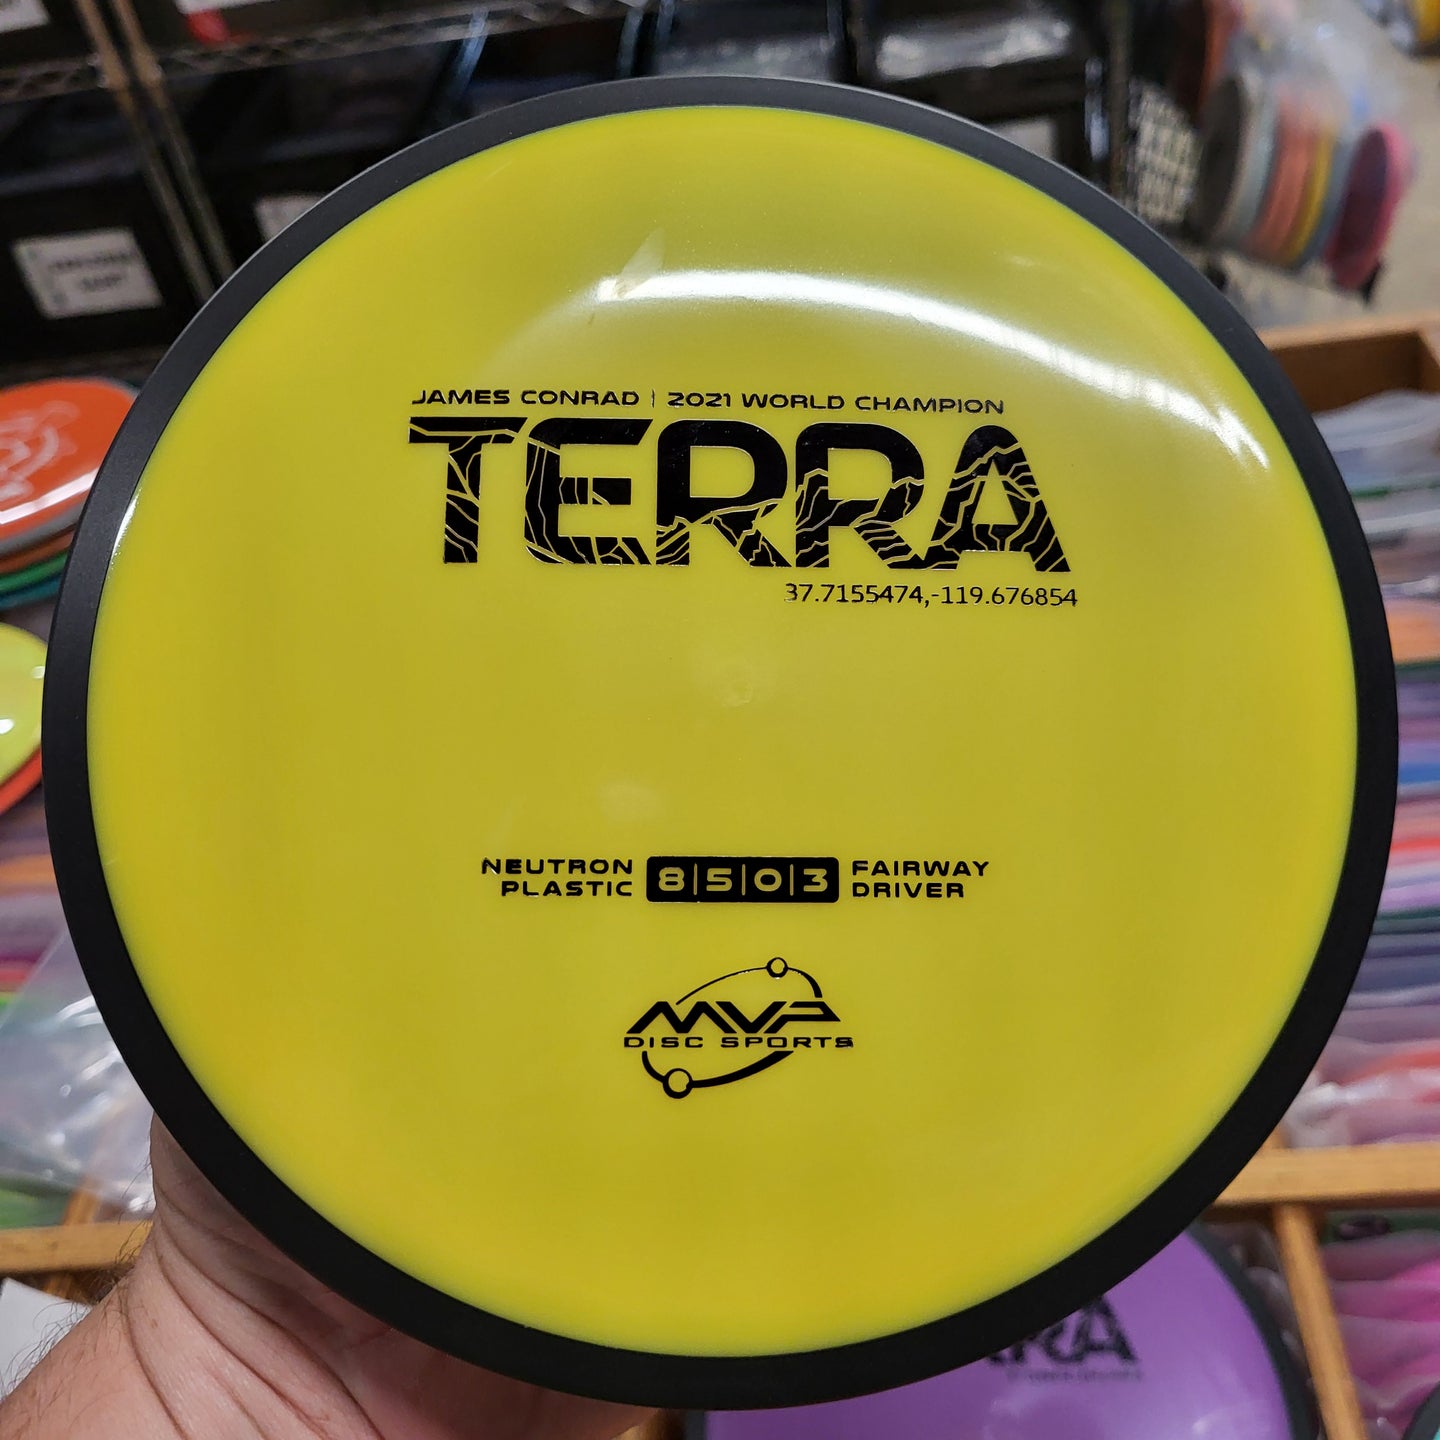 JAMES CONRAD | 2021 WORLD CHAMPION
TERRA
37.7155474,-119.676854
NEUTRON PLASTIC
8|5|0|3
FAIRWAY DRIVER
MVP
DISC SPORTS